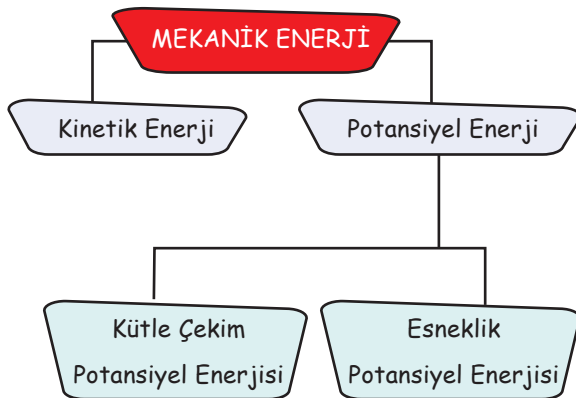 MEKANİK ENERJİ
Kinetik Enerji
Potansiyel Enerji
Kütle Çekim
Potansiyel Enerjisi
Esneklik
Potansiyel Enerjisi